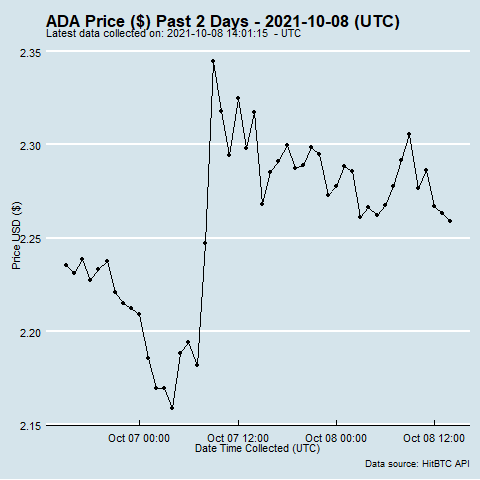 ADA Price ($) Past 2 Days - 2021-10-08 (UTC)
Latest data collected on: 2021-10-08 14:01:15  - UTC
2.35
2.30
2.25
2.20
2.15
Price USD ($)
Oct 07 00:00
Oct 07 12:00
Oct 08 00:00
Oct 08 12:00
Date Time Collected (UTC)
Data source: HitBTC API